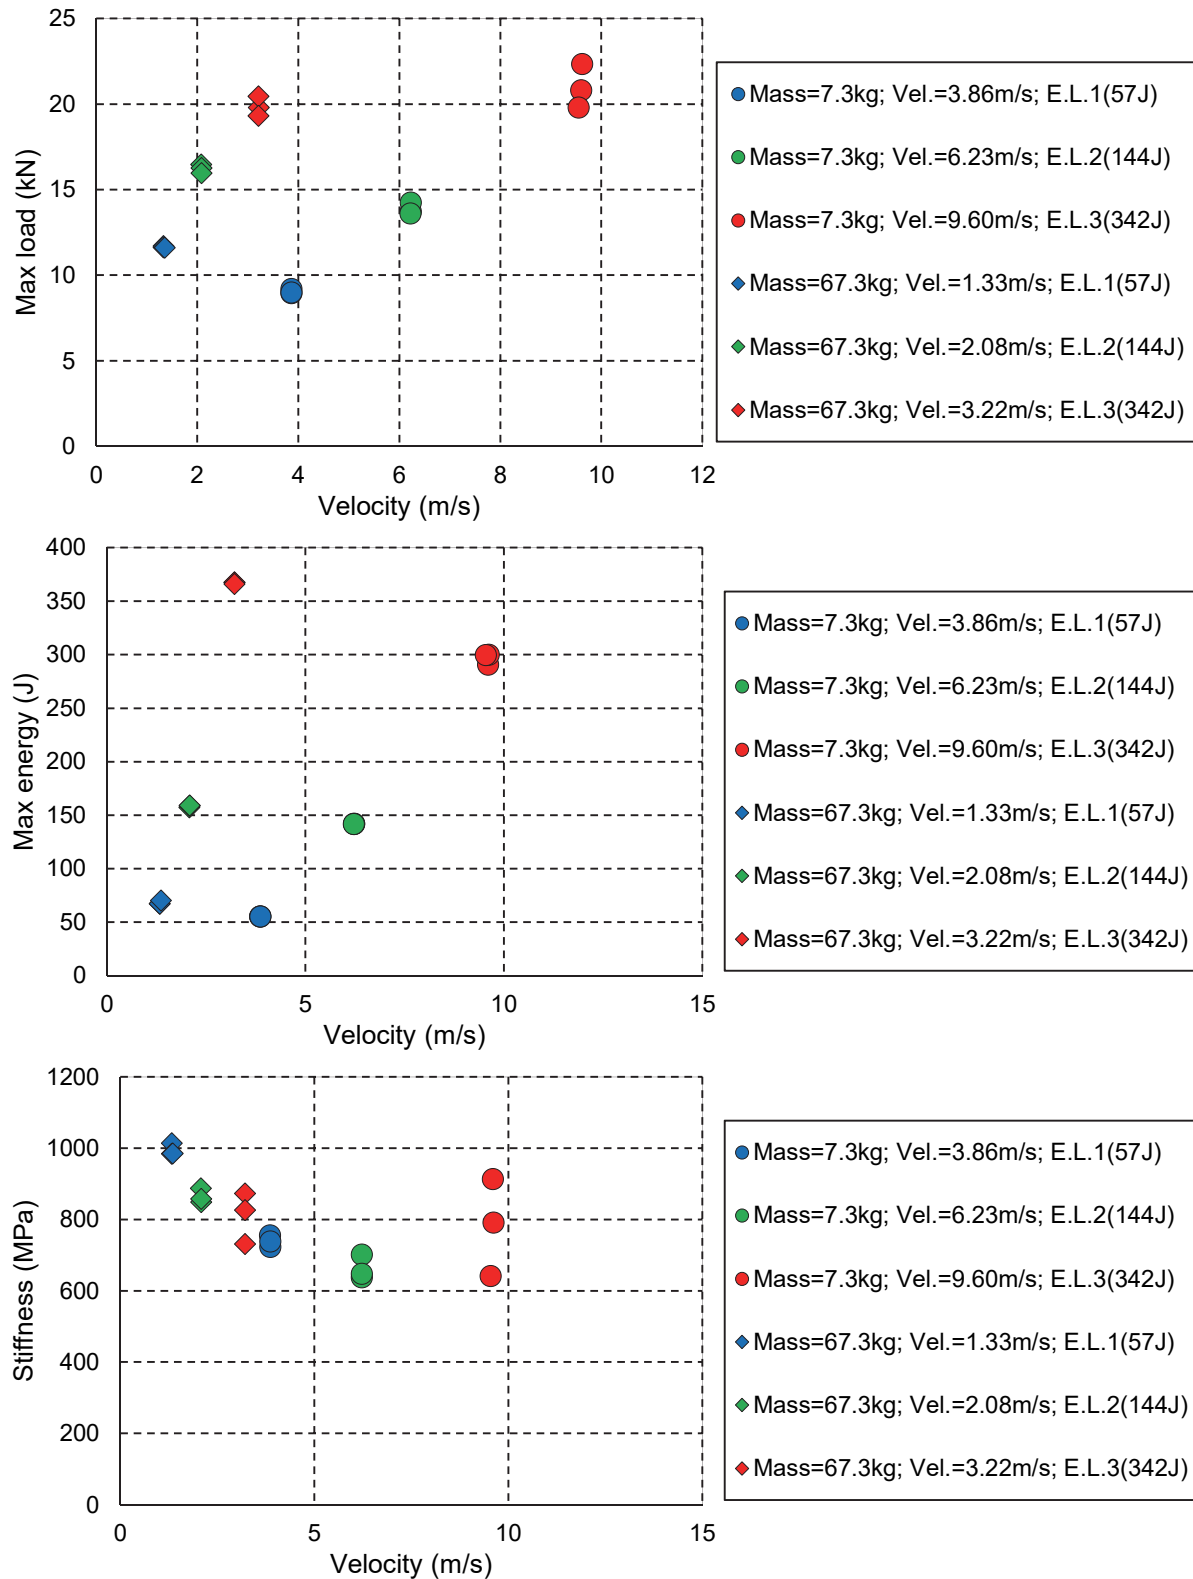 25
20
15
10
5
0
Max load (kN)
0 2 4 6 8 10 12
Velocity (m/s)
Mass=7.3kg; Vel.=3.86m/s; E.L.1(57J)
Mass=7.3kg; Vel.=6.23m/s; E.L.2(144J)
Mass=7.3kg; Vel.=9.60m/s; E.L.3(342J)
Mass=67.3kg; Vel.=1.33m/s; E.L.1(57J)
Mass=67.3kg; Vel.=2.08m/s; E.L.2(144J)
Mass=67.3kg; Vel.=3.22m/s; E.L.3(342J)
400
350
300
250
200
150
100
50
0
Max energy (J)
0 5 10 15
Velocity (m/s)
Mass=7.3kg; Vel.=3.86m/s; E.L.1(57J)
Mass=7.3kg; Vel.=6.23m/s; E.L.2(144J)
Mass=7.3kg; Vel.=9.60m/s; E.L.3(342J)
Mass=67.3kg; Vel.=1.33m/s; E.L.1(57J)
Mass=67.3kg; Vel.=2.08m/s; E.L.2(144J)
Mass=67.3kg; Vel.=3.22m/s; E.L.3(342J)
1200
1000
800
600
400
200
0
Stiffness (MPa)
0 5 10 15
Velocity (m/s)
Mass=7.3kg; Vel.=3.86m/s; E.L.1(57J)
Mass=7.3kg; Vel.=6.23m/s; E.L.2(144J)
Mass=7.3kg; Vel.=9.60m/s; E.L.3(342J)
Mass=67.3kg; Vel.=1.33m/s; E.L.1(57J)
Mass=67.3kg; Vel.=2.08m/s; E.L.2(144J)
Mass=67.3kg; Vel.=3.22m/s; E.L.3(342J)